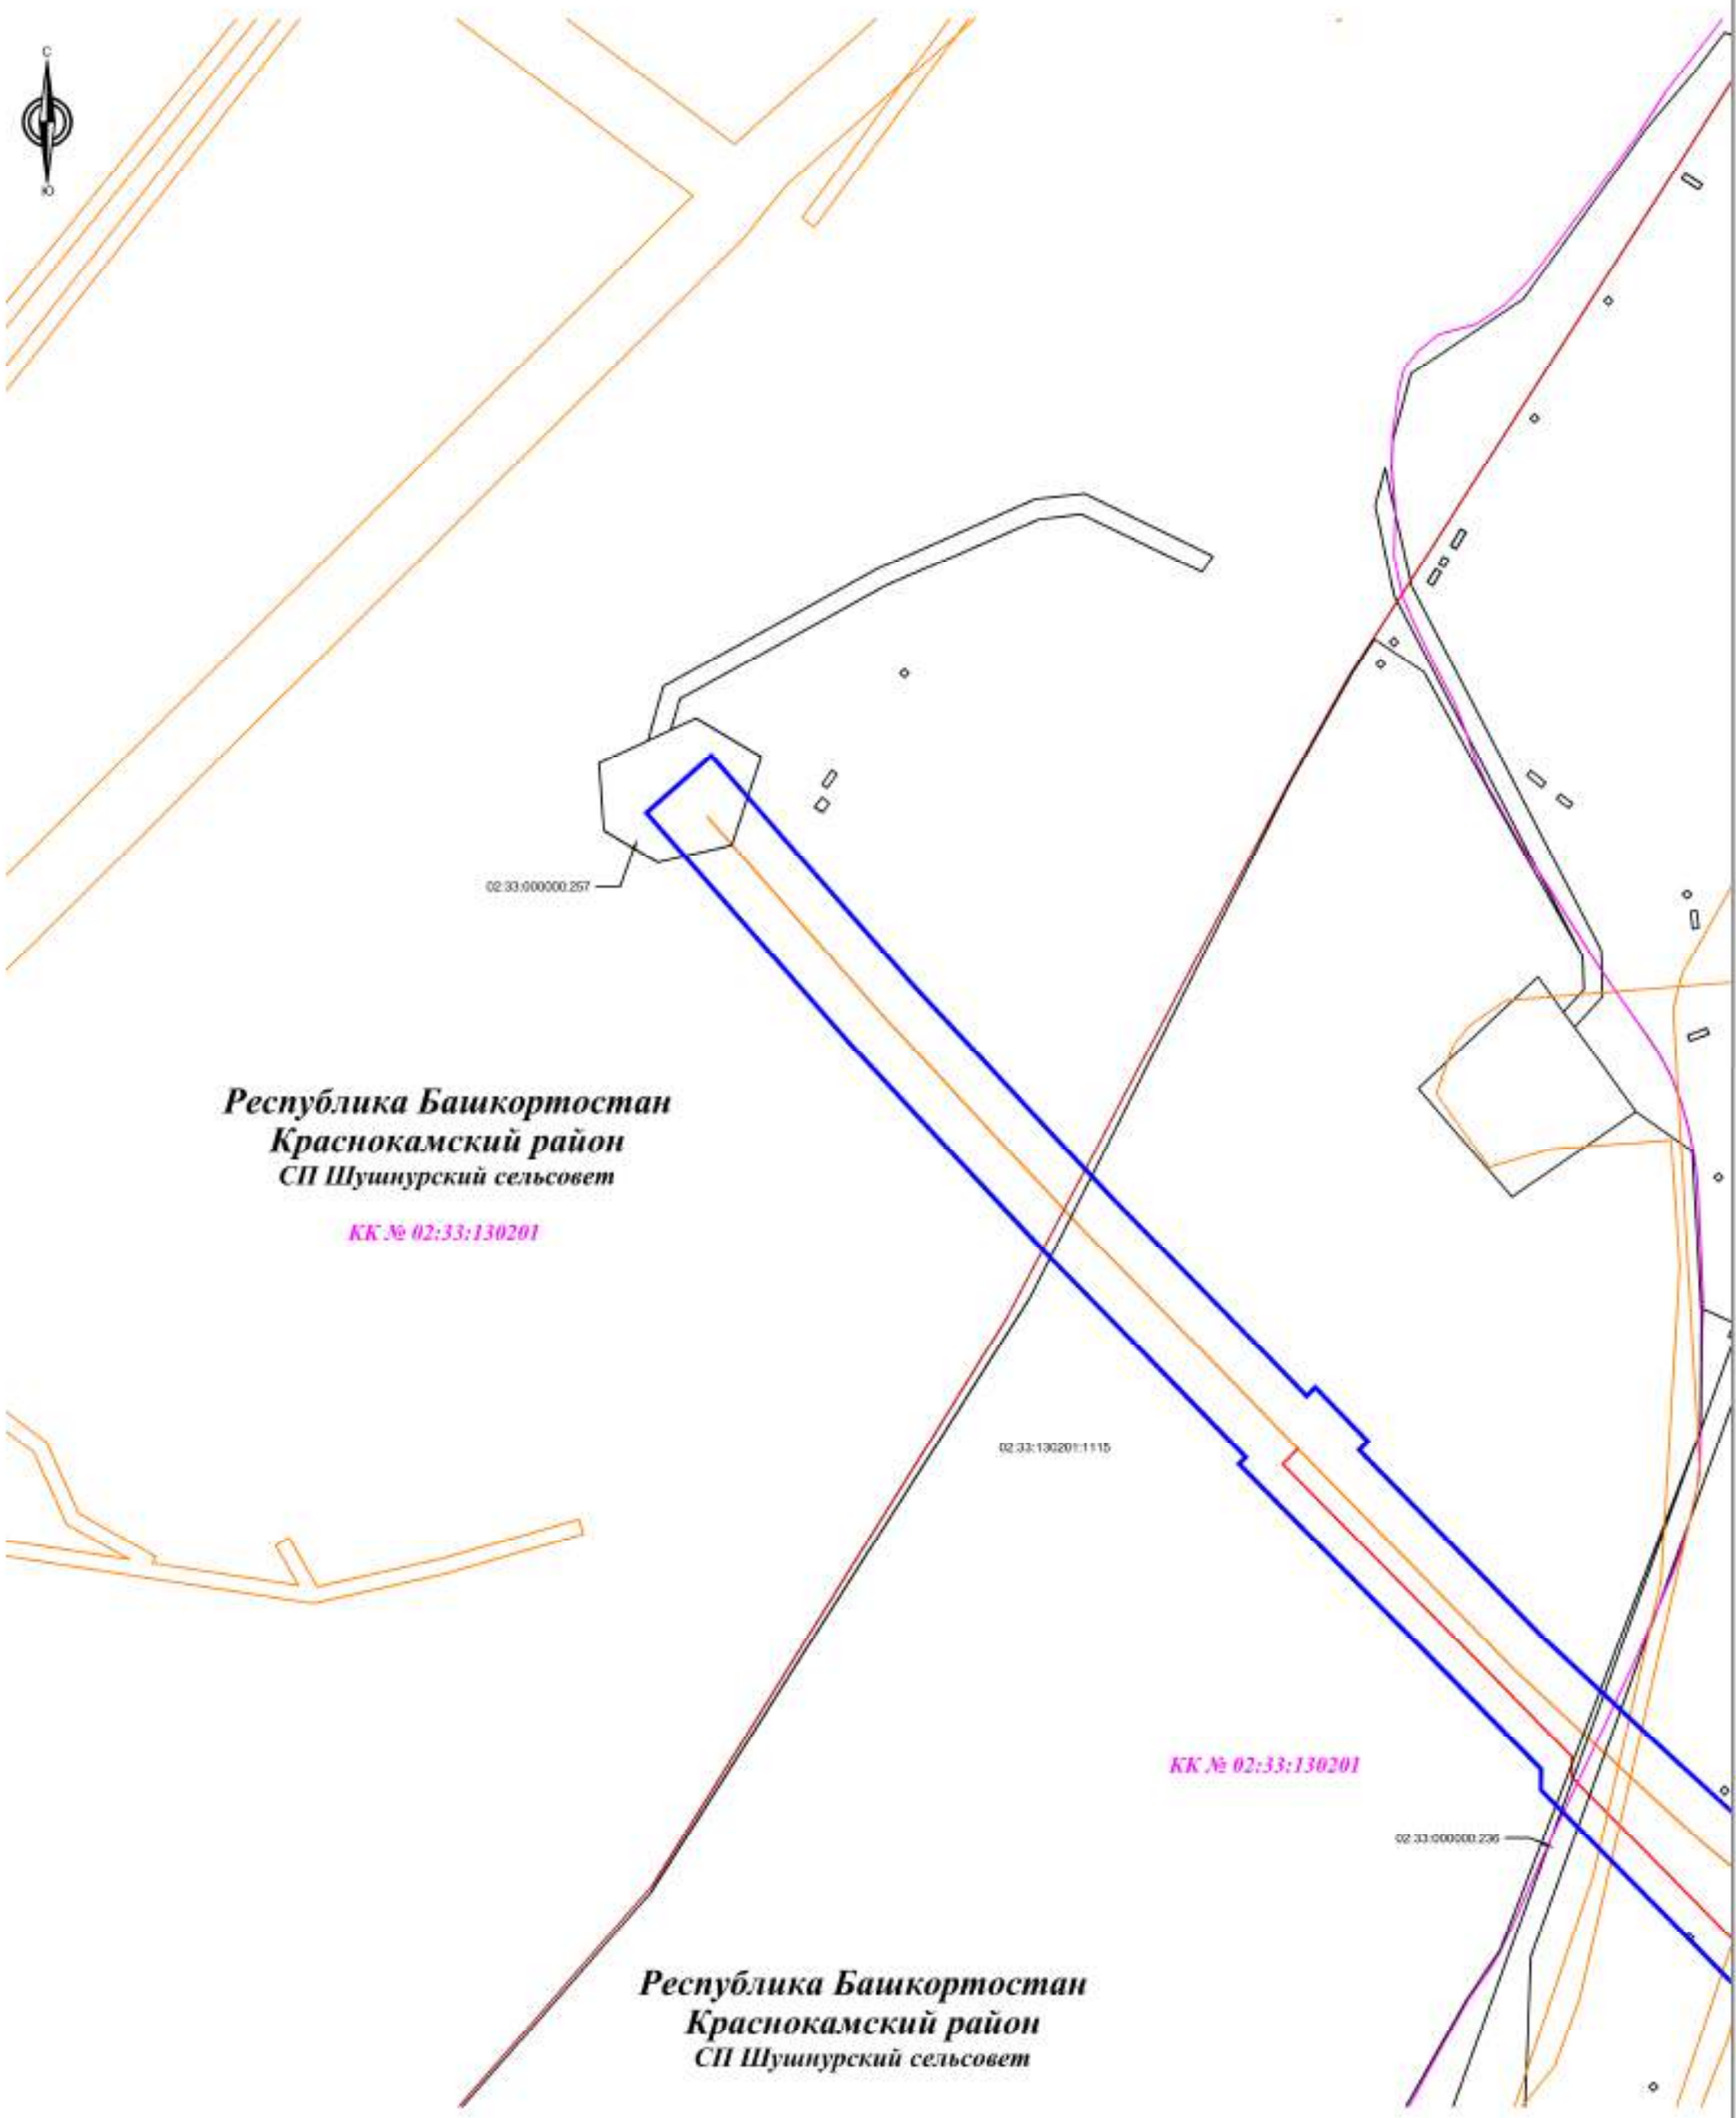 С
Ю
02:33:000000:257
Республика Башкортостан
Краснокамский район
СП Шушнурский сельсовет
КК № 02:33:130201
02:33:130201:1115
КК № 02:33:130201
02:33:000000:236
Республика Башкортостан
Краснокамский район
СП Шушнурский сельсовет